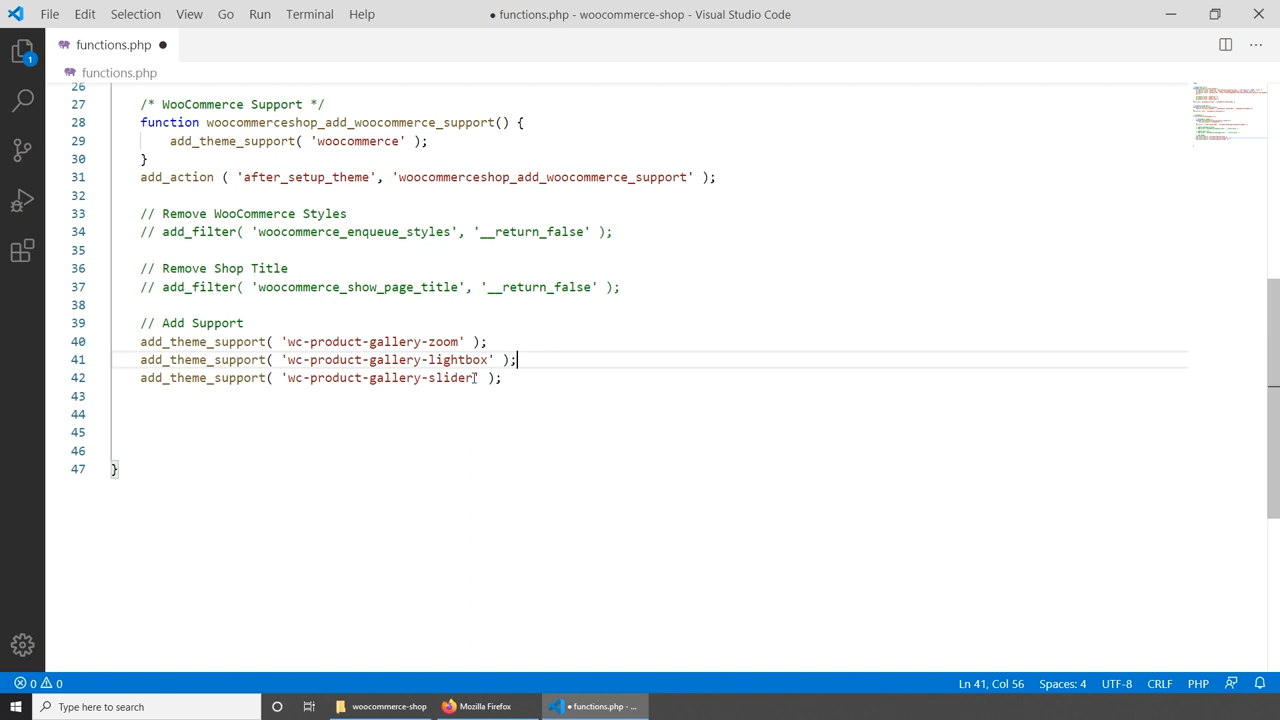 File Edit Selection View Go Run Terminal Help ● functions.php - woocommerce-shop - Visual Studio Code
functions.php ●
functions.php
26
27 /* WooCommerce Support */
28 function woocommerceshop_add_woocommerce_support()
29 add_theme_support( 'woocommerce' );
30 }
31 add_action ( 'after_setup_theme', 'woocommerceshop_add_woocommerce_support' );
32
33 // Remove WooCommerce Styles
34 // add_filter( 'woocommerce_enqueue_styles', '__return_false' );
35
36 // Remove Shop Title
37 // add_filter( 'woocommerce_show_page_title', '__return_false' );
38
39 // Add Support
40 add_theme_support( 'wc-product-gallery-zoom' );
41 add_theme_support( 'wc-product-gallery-lightbox' );
42 add_theme_support( 'wc-product-gallery-slider' );
43
44
45
46
47 }
1
0 0 Ln 41, Col 56 Spaces: 4 UTF-8 CRLF PHP
Type here to search woocommerce-shop Mozilla Firefox ● functions.php - ...